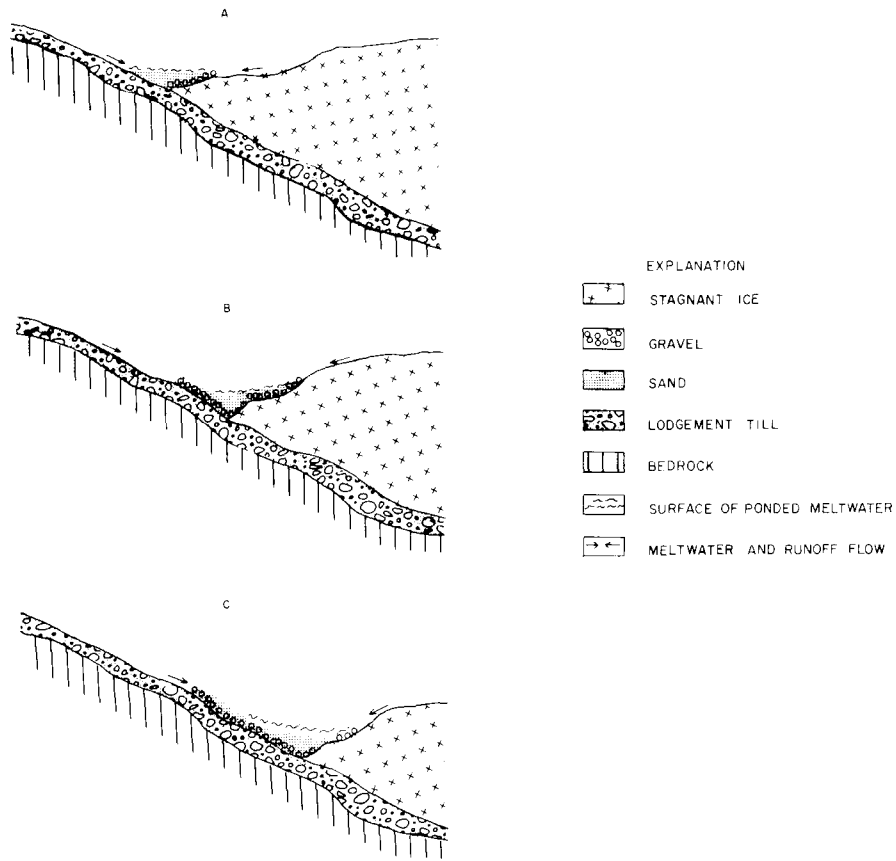 A
B
C
EXPLANATION
STAGNANT ICE
GRAVEL
SAND
LODGEMENT TILL
BEDROCK
SURFACE OF PONDED MELTWATER
MELTWATER AND RUNOFF FLOW